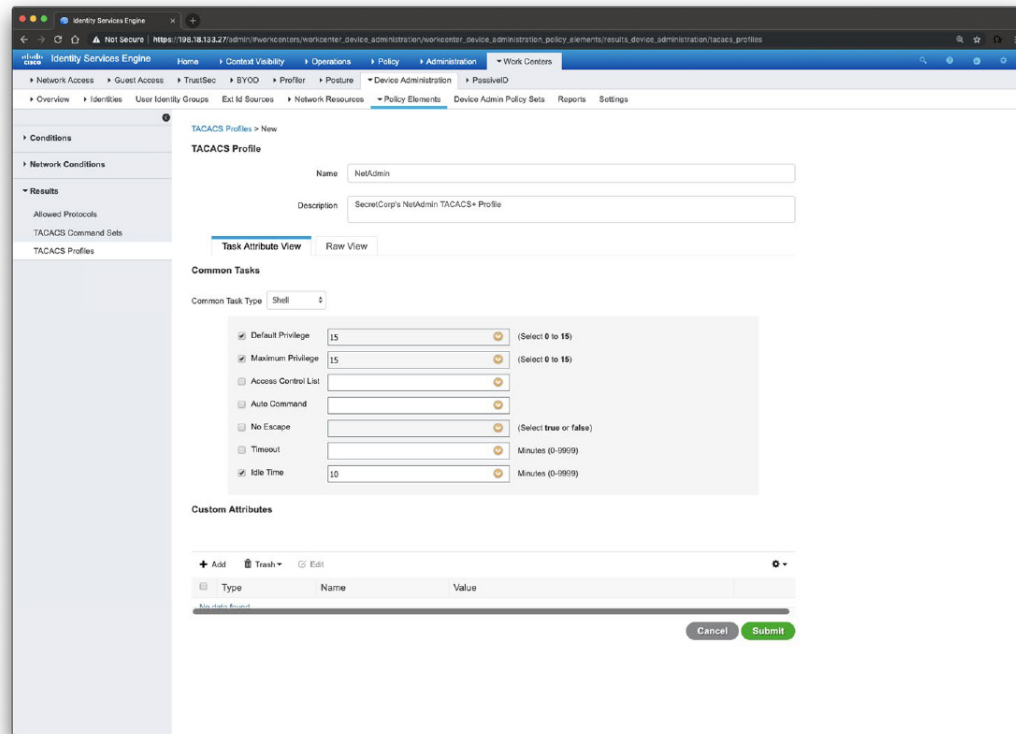 Identity Services Engine
Not Secure | https://198.18.133.27/admin/#workcenters/workcenter_device_administration/workcenter_device_administration_policy_elements/results_device_administration/tacacs_profiles
cisco Identity Services Engine Home Context Visibility Operations Policy Administration Work Centers
Network Access Guest Access TrustSec BYOD Profiler Posture Device Administration PassiveID
Overview Identities User Identity Groups Ext Id Sources Network Resources Policy Elements Device Admin Policy Sets Reports Settings
Conditions
Network Conditions
Results
Allowed Protocols
TACACS Command Sets
TACACS Profiles
TACACS Profiles > New
TACACS Profile
Name NetAdmin
Description SecretCorp's NetAdmin TACACS+ Profile
Task Attribute View Raw View
Common Tasks
Common Task Type Shell
Default Privilege 15 (Select 0 to 15)
Maximum Privilege 15 (Select 0 to 15)
Access Control List
Auto Command
No Escape (Select true or false)
Timeout Minutes (0-9999)
Idle Time 10 Minutes (0-9999)
Custom Attributes
Add Trash Edit
Type Name Value
No data found
Cancel Submit